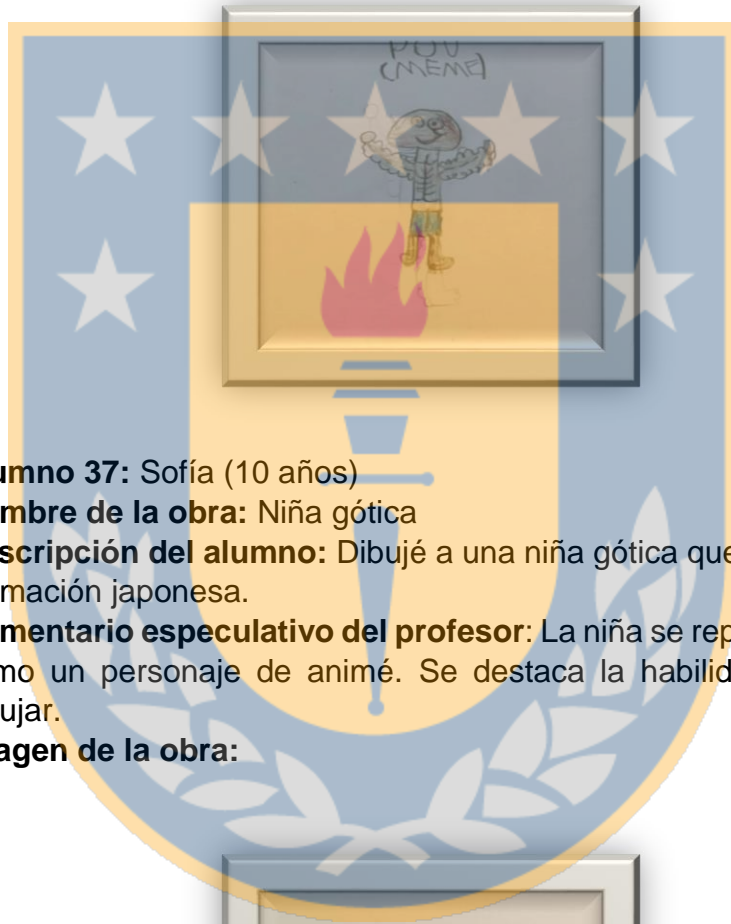 POU
(MEME)
umno 37: Sofía (10 años)
mbre de la obra: Niña gótica
scripción del alumno: Dibujé a una niña gótica que
mación japonesa.
mentario especulativo del profesor: La niña se rep
mo un personaje de animé. Se destaca la habilid
ujar.
agen de la obra: